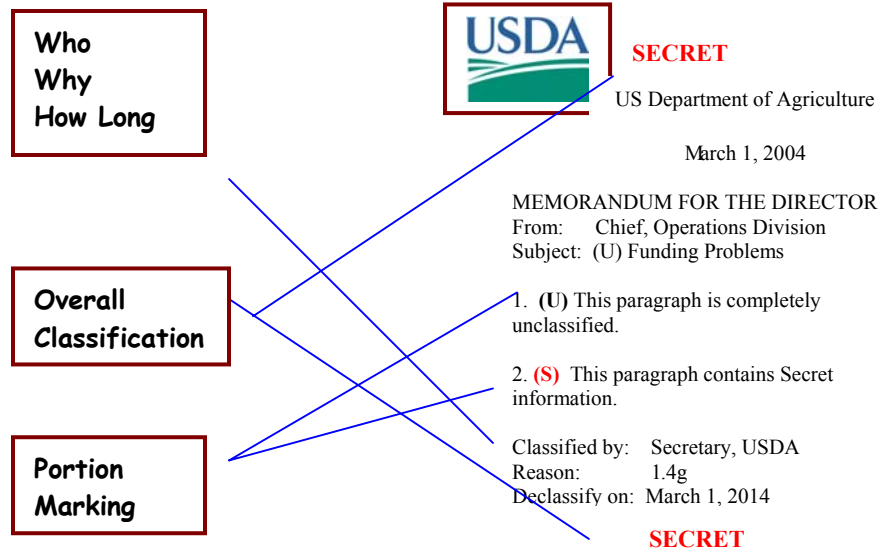 Who
Why
How Long
Overall
Classification
Portion
Marking
USDA
SECRET
US Department of Agriculture
March 1, 2004
MEMORANDUM FOR THE DIRECTOR
From: Chief, Operations Division
Subject: (U) Funding Problems
1. (U) This paragraph is completely
unclassified.
2. (S) This paragraph contains Secret
information.
Classified by: Secretary, USDA
Reason: 1.4g
Declassify on: March 1, 2014
SECRET